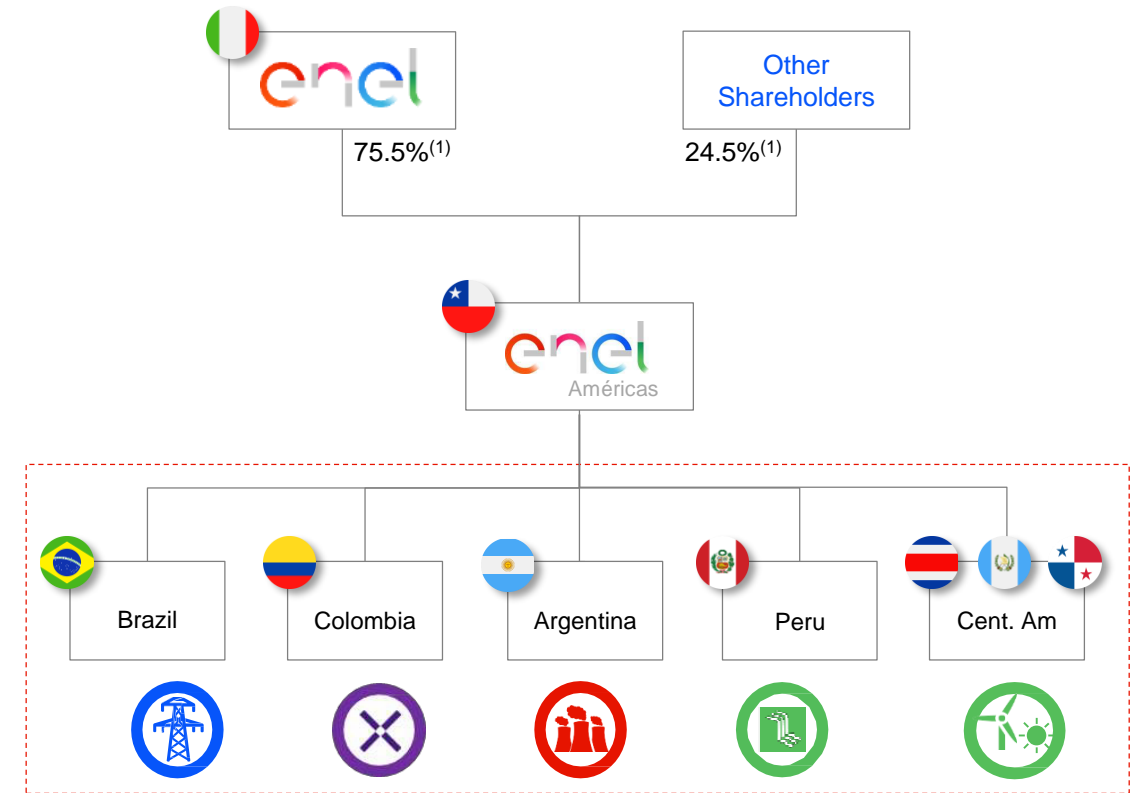 enel
Other
Shareholders
75.5%(1)
24.5%(1)
enel
Américas
Brazil
Colombia
Argentina
Peru
Cent. Am